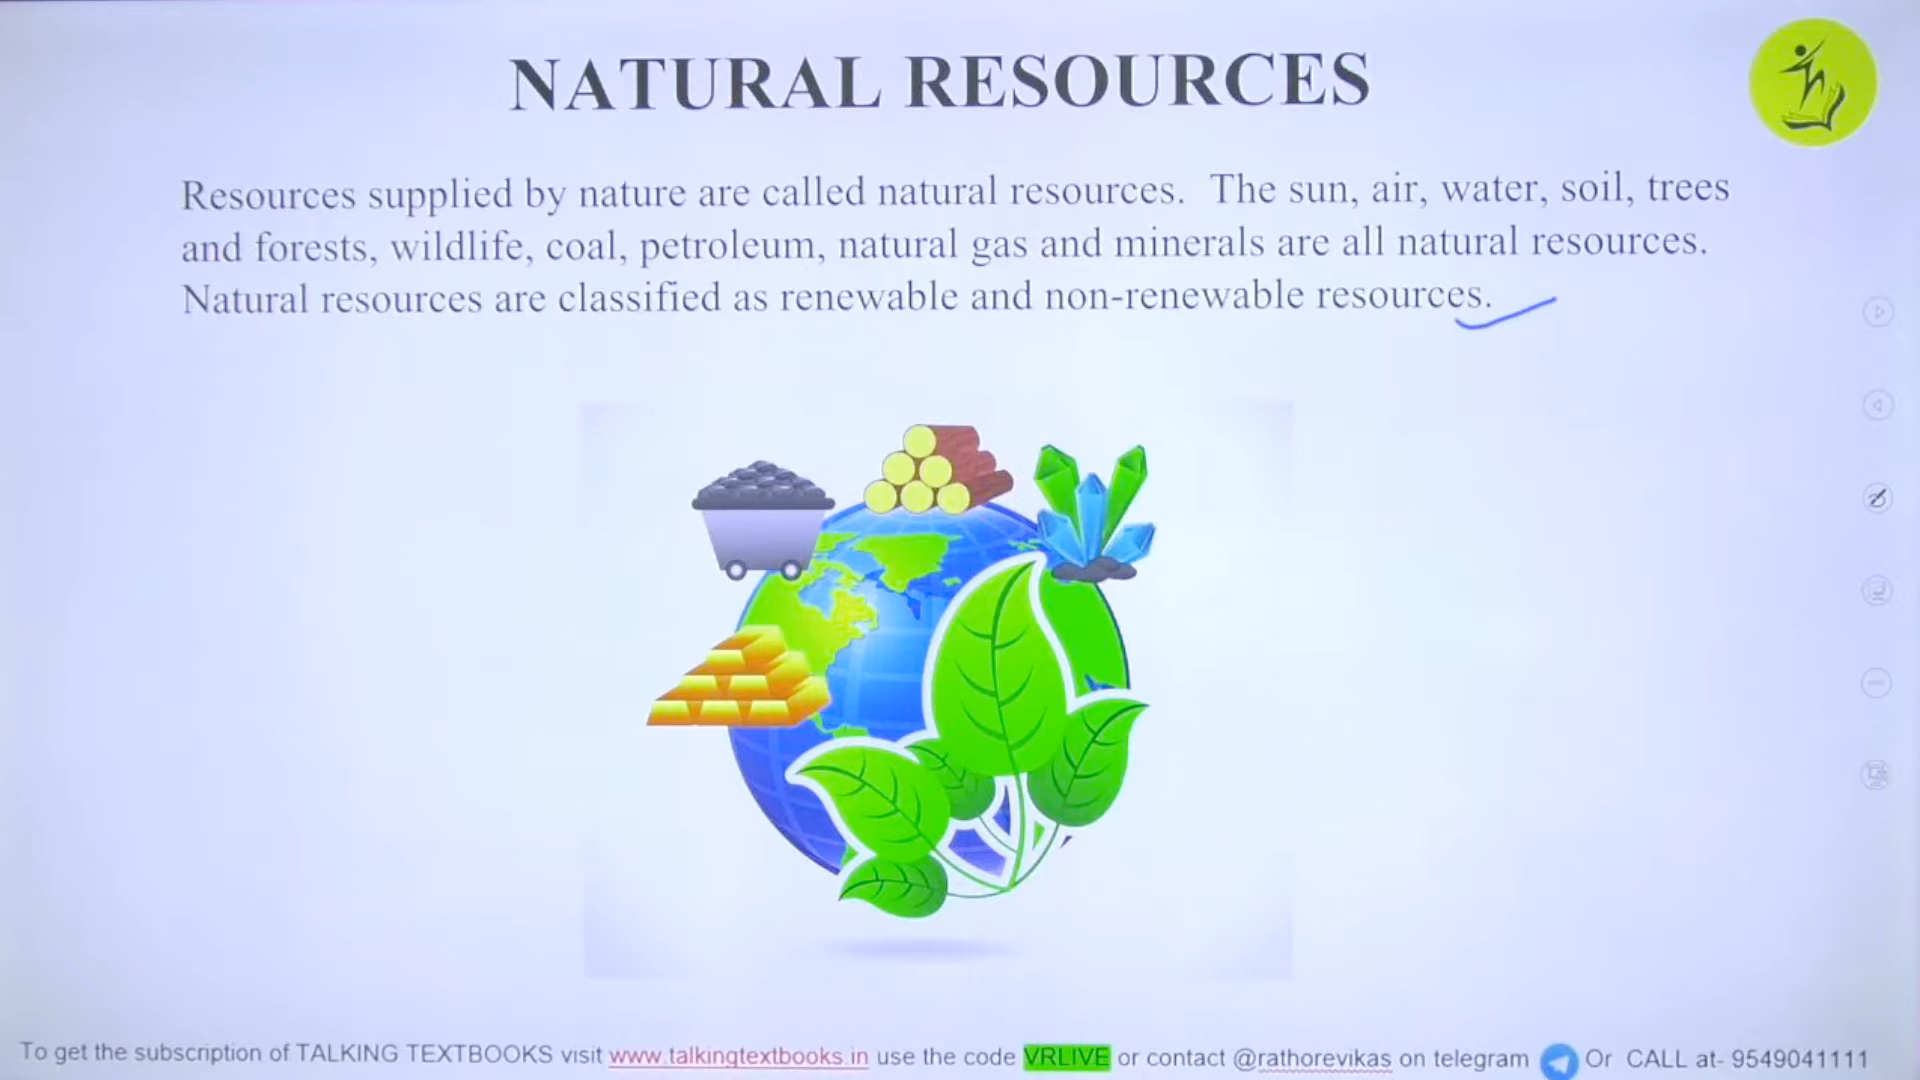 NATURAL RESOURCES
Resources supplied by nature are called natural resources. The sun, air, water, soil, trees
and forests, wildlife, coal, petroleum, natural gas and minerals are all natural resources.
Natural resources are classified as renewable and non-renewable resources.
To get the subscription of TALKING TEXTBOOKS visit www.talkingtextbooks.in use the code VRLIVE or contact @rathorevikas on telegram Or CALL at- 9549041111